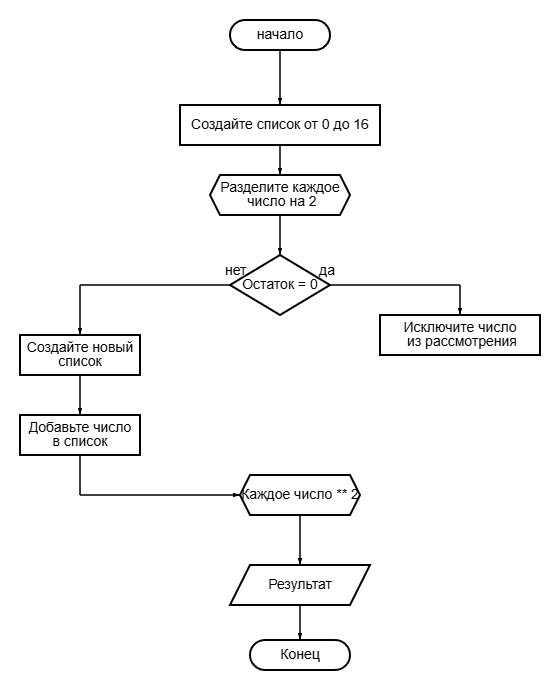 начало
Создайте список от 0 до 16
Разделите каждое
число на 2
нет
да
Остаток = 0
Исключите число
из рассмотрения
Создайте новый
список
Добавьте число
в список
Каждое число ** 2
Результат
Конец